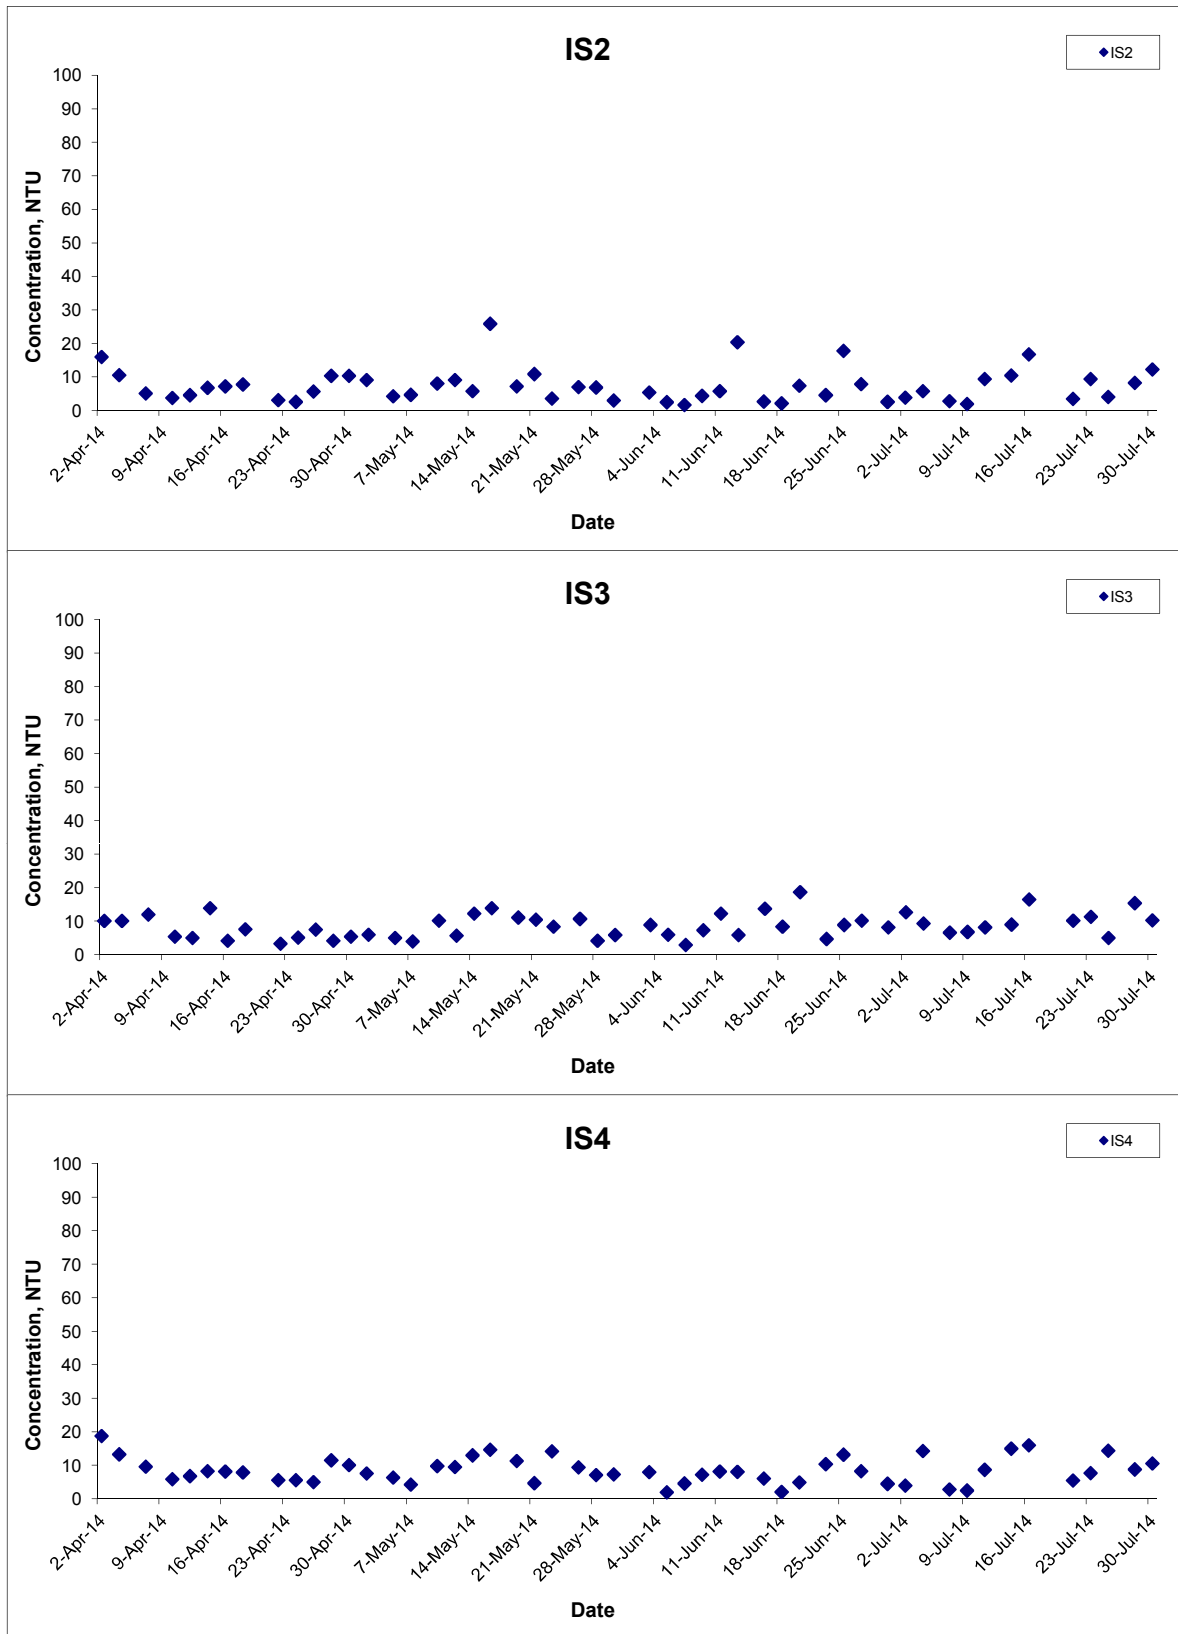 IS2
IS2
100
90
80
70
60
50
40
30
20
10
0
Concentration, NTU
2-Apr-14
9-Apr-14
16-Apr-14
23-Apr-14
30-Apr-14
7-May-14
14-May-14
21-May-14
28-May-14
4-Jun-14
11-Jun-14
18-Jun-14
25-Jun-14
2-Jul-14
9-Jul-14
16-Jul-14
23-Jul-14
30-Jul-14
Date
IS3
IS3
100
90
80
70
60
50
40
30
20
10
0
Concentration, NTU
2-Apr-14
9-Apr-14
16-Apr-14
23-Apr-14
30-Apr-14
7-May-14
14-May-14
21-May-14
28-May-14
4-Jun-14
11-Jun-14
18-Jun-14
25-Jun-14
2-Jul-14
9-Jul-14
16-Jul-14
23-Jul-14
30-Jul-14
Date
IS4
IS4
100
90
80
70
60
50
40
30
20
10
0
Concentration, NTU
2-Apr-14
9-Apr-14
16-Apr-14
23-Apr-14
30-Apr-14
7-May-14
14-May-14
21-May-14
28-May-14
4-Jun-14
11-Jun-14
18-Jun-14
25-Jun-14
2-Jul-14
9-Jul-14
16-Jul-14
23-Jul-14
30-Jul-14
Date